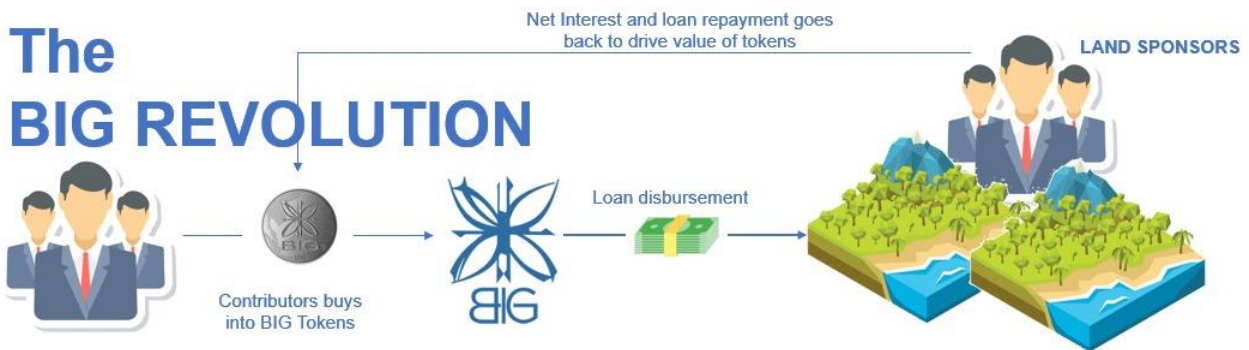 The
BIG REVOLUTION
Net Interest and loan repayment goes
back to drive value of tokens
LAND SPONSORS
BIG
Contributors buys
into BIG Tokens
BIG
Loan disbursement